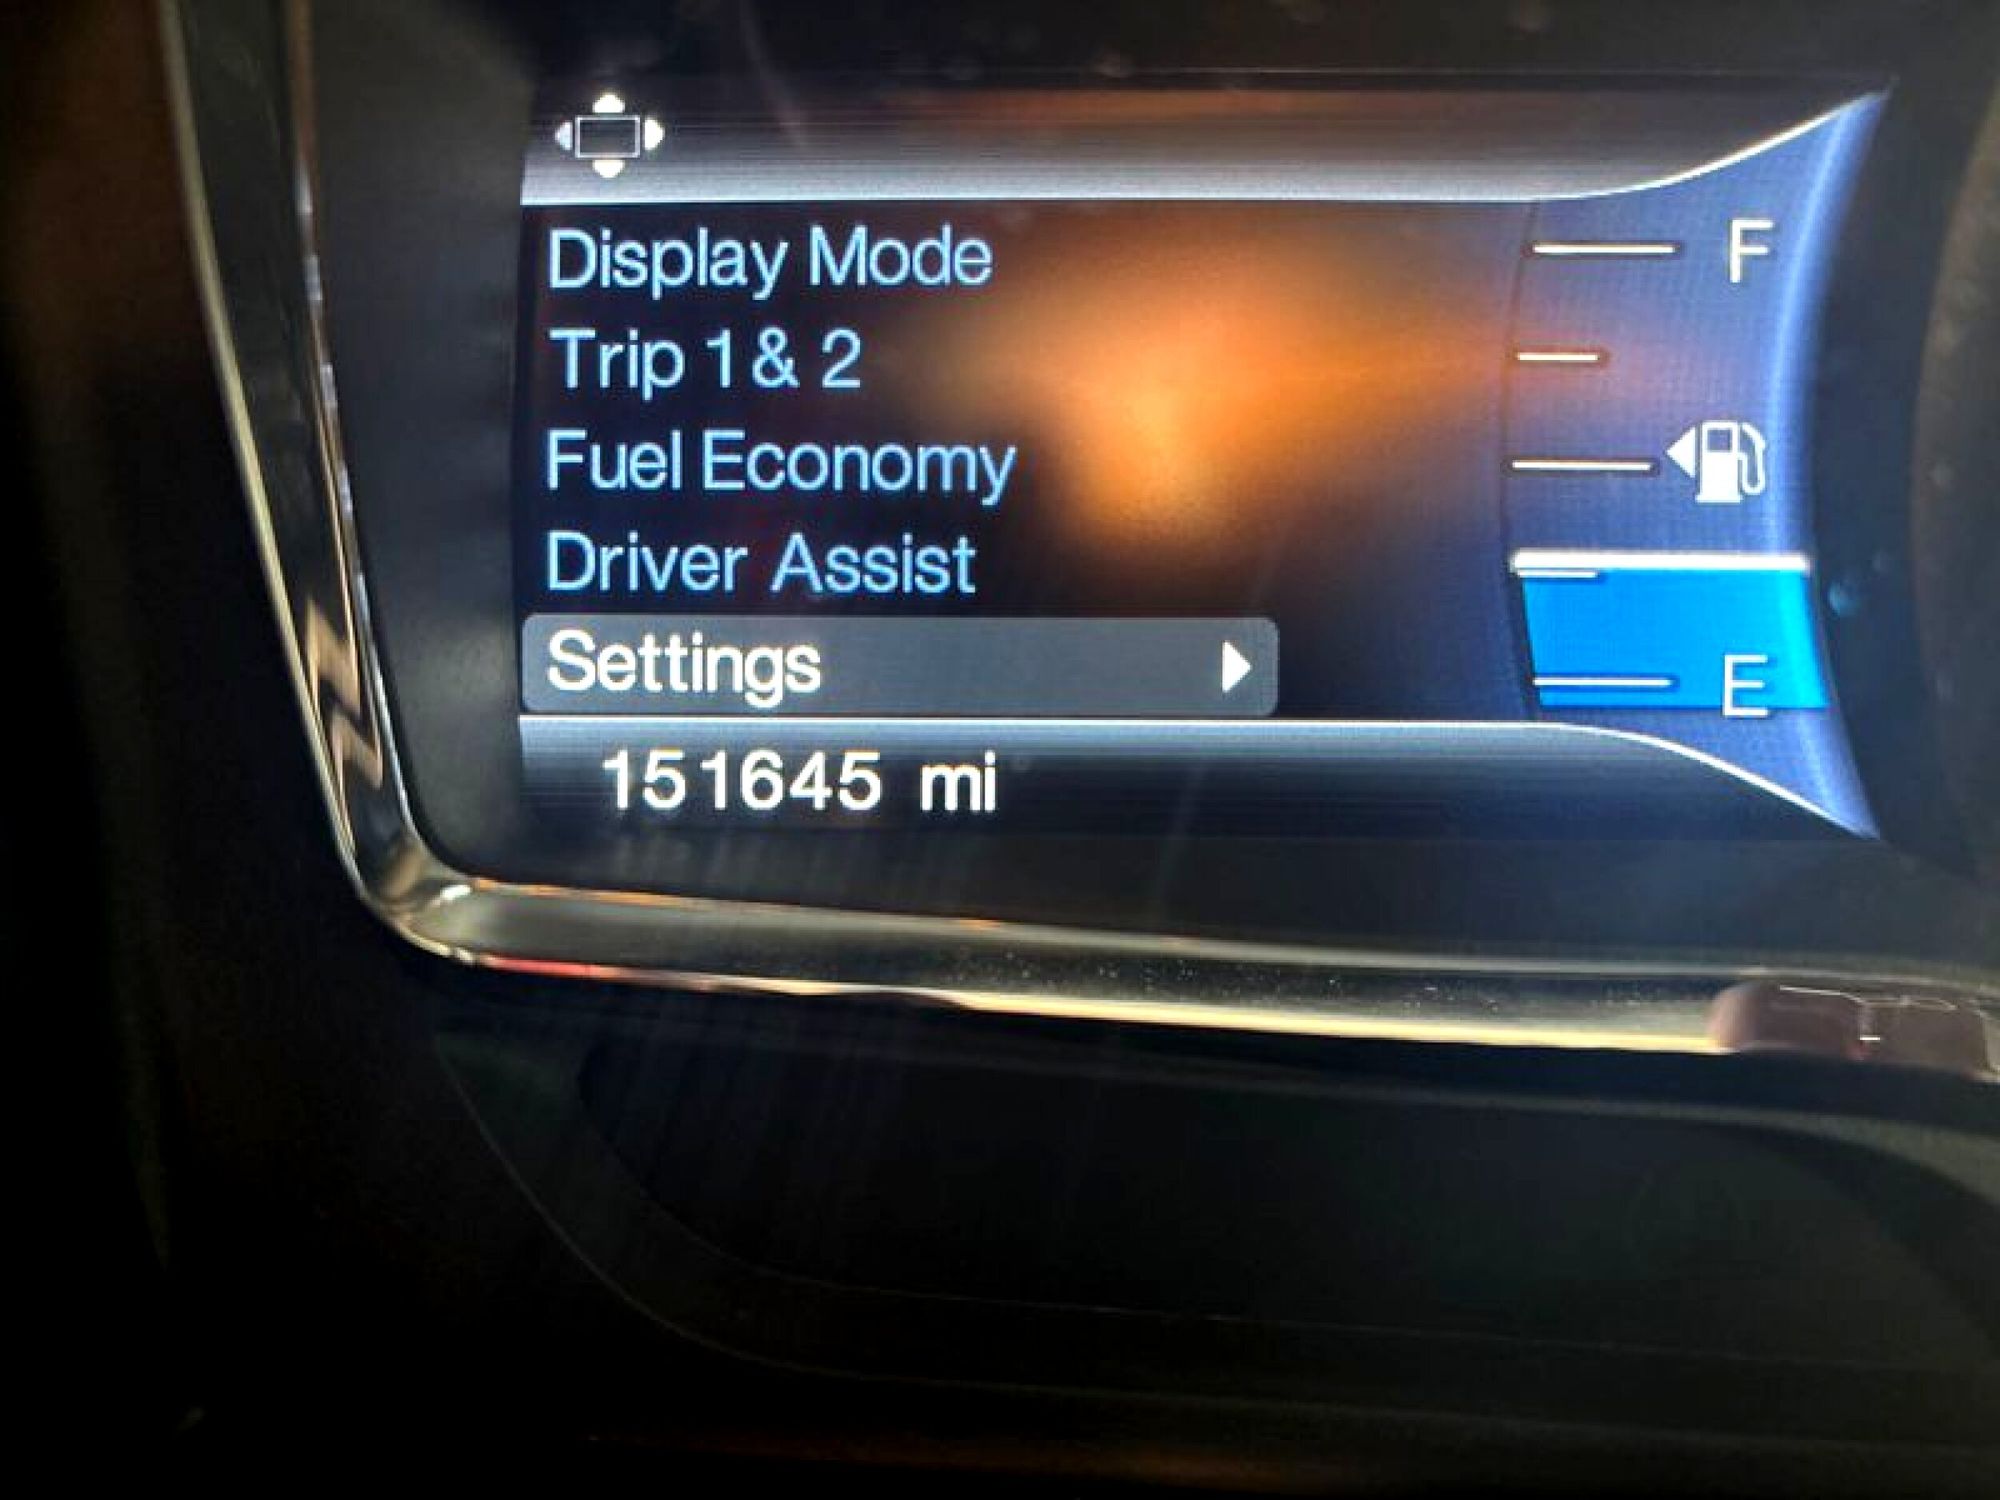 Display Mode
F
Trip 1 & 2
Fuel Economy
Driver Assist
Settings
E
151645 mi